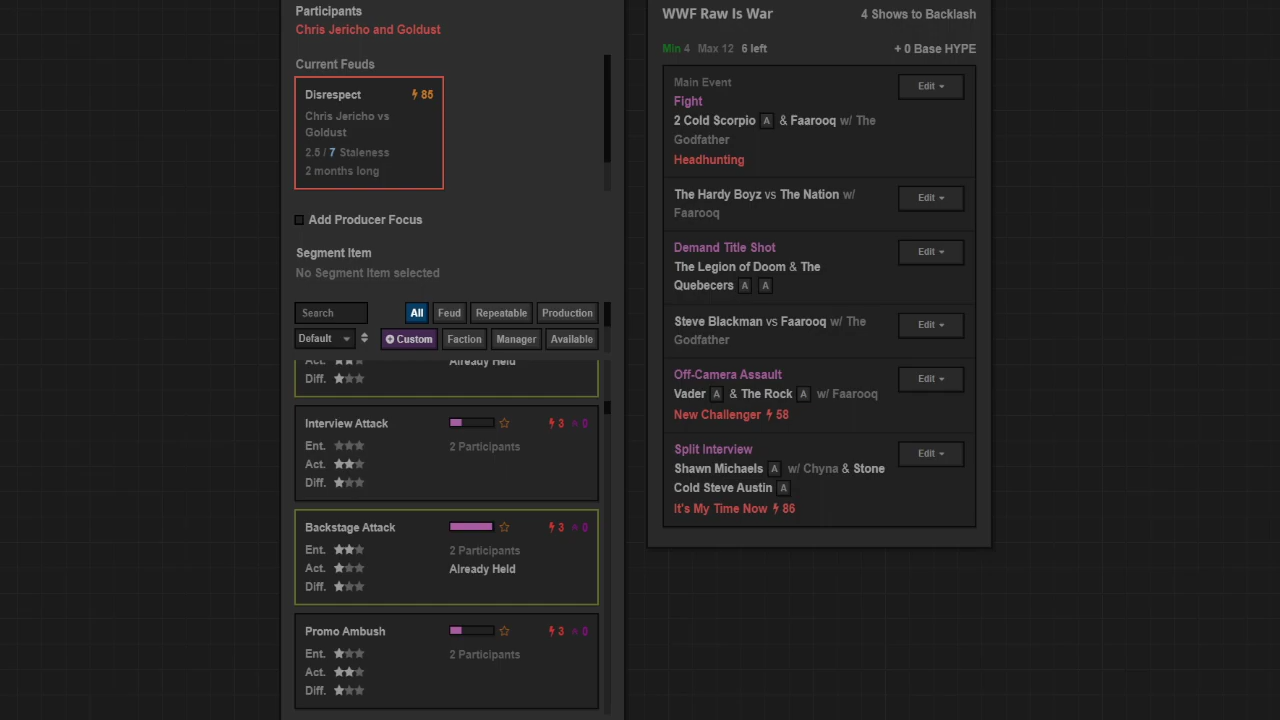 Participants
Chris Jericho and Goldust
Current Feuds
Disrespect 85
Chris Jericho vs
Goldust
2.5 / 7 Staleness
2 months long
Add Producer Focus
Segment Item
No Segment Item selected
Search All Feud Repeatable Production
Default Custom Faction Manager Available
Act. Already Held
Diff.
Interview Attack 3 0
Ent. 2 Participants
Act.
Diff.
Backstage Attack 3 0
Ent. 2 Participants
Act. Already Held
Diff.
Promo Ambush 3 0
Ent. 2 Participants
Act.
Diff.
WWF Raw Is War 4 Shows to Backlash
Min 4 Max 12 6 left + 0 Base HYPE
Main Event Edit
Fight
2 Cold Scorpio A & Faarooq w/ The
Godfather
Headhunting
The Hardy Boyz vs The Nation w/ Edit
Faarooq
Demand Title Shot Edit
The Legion of Doom & The
Quebecers A A
Steve Blackman vs Faarooq w/ The Edit
Godfather
Off-Camera Assault Edit
Vader A & The Rock A w/ Faarooq
New Challenger 58
Split Interview Edit
Shawn Michaels A w/ Chyna & Stone
Cold Steve Austin A
It's My Time Now 86